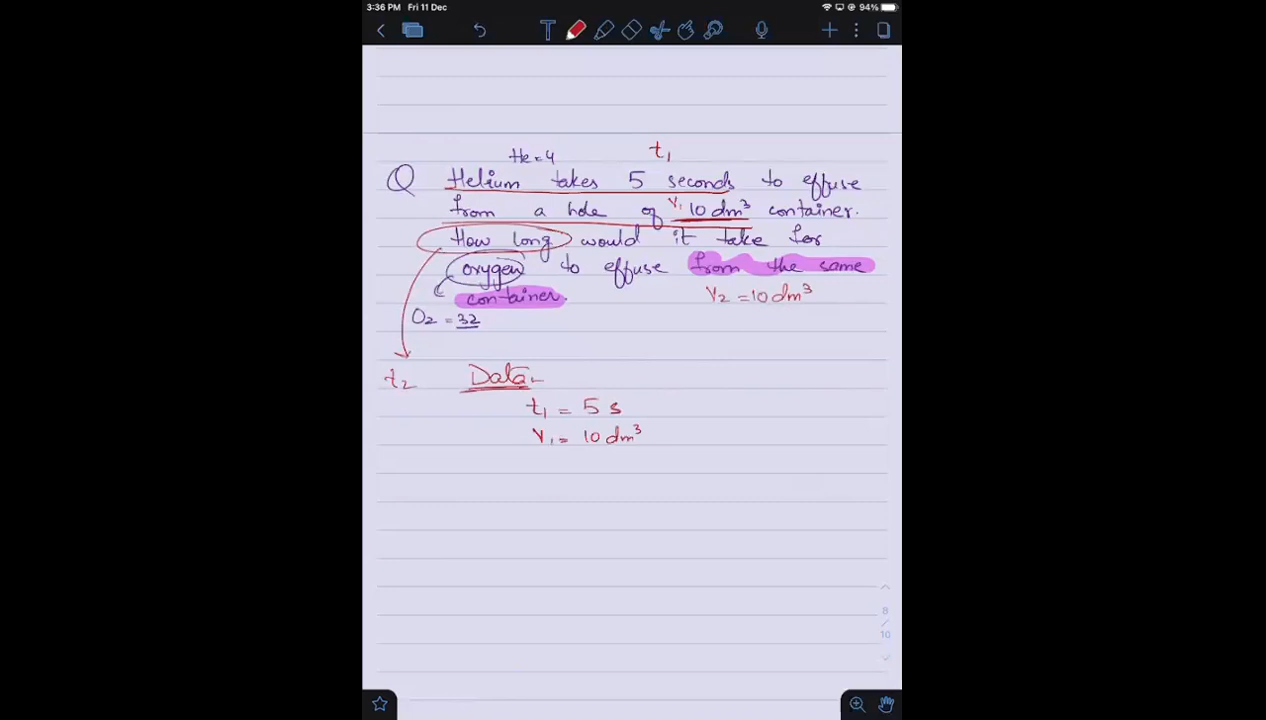 3:36 PM Fri 11 Dec 94%
T
He = 4 t₁
Q Helium takes 5 seconds to effuse
from a hole of V₁ 10 dm³ container.
How long would it take for
oxygen to effuse from the same
container. V₂ = 10 dm³
O₂ = 32
t₂ Data:-
t₁ = 5 s
V₁ = 10 dm³
8
/
10